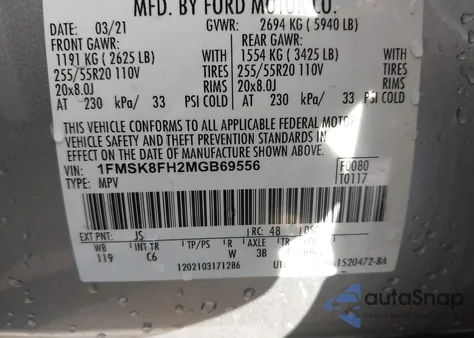 MFD. BY FORD MOTOR CO.
DATE: 03/21 GVWR: 2694 KG ( 5940 LB)
FRONT GAWR: REAR GAWR:
1191 KG ( 2625 LB) 1554 KG ( 3425 LB)
255/55R20 110V TIRES 255/55R20 110V TIRES
20x8.0J RIMS 20x8.0J RIMS
AT 230 kPa/ 33 PSI COLD AT 230 kPa/ 33 PSI COLD
THIS VEHICLE CONFORMS TO ALL APPLICABLE FEDERAL MOTOR
VEHICLE SAFETY AND THEFT PREVENTION STANDARDS IN
EFFECT ON THE DATE OF MANUFACTURE SHOWN ABOVE.
VIN: 1FMSK8FH2MGB69556 F0080
TYPE: MPV T0117
EXT PNT: JS RC: 48
WB INT TR TP/PS R AXLE
119 C6 W 3B
1202103171286
1520472-8A
autoSnap